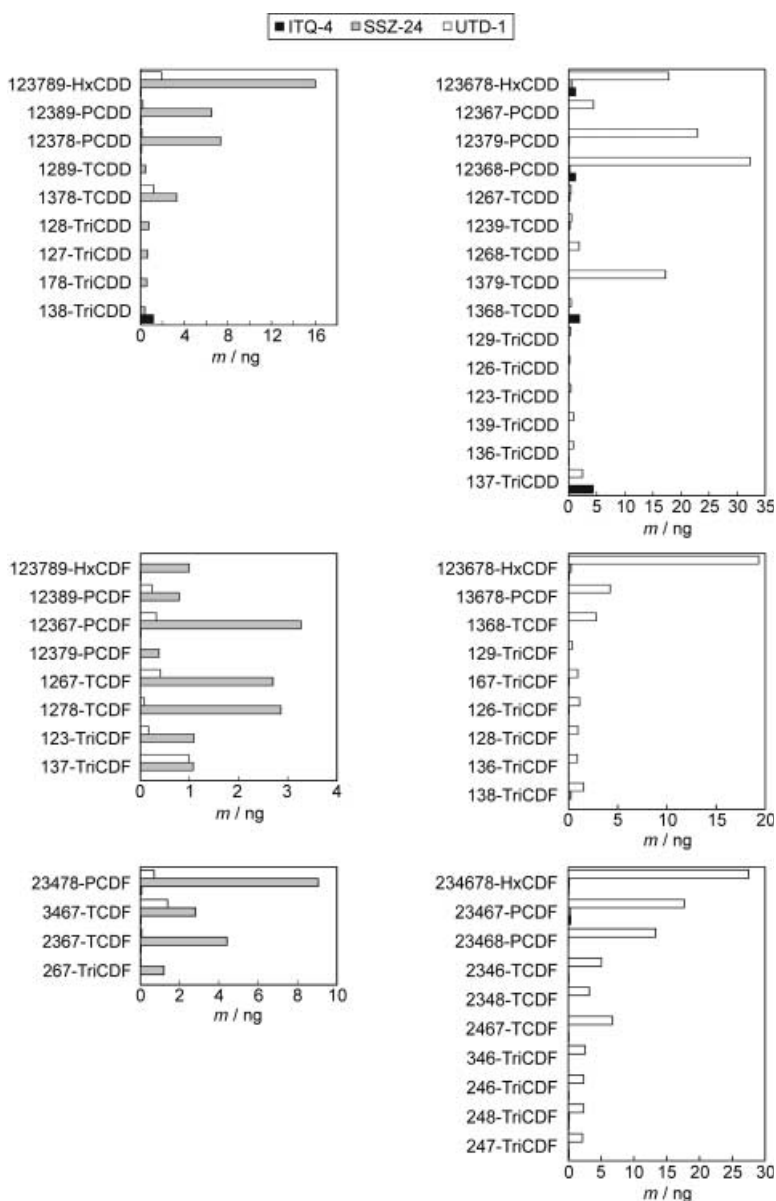 ITQ-4 SSZ-24 UTD-1
123789-HxCDD
12389-PCDD
12378-PCDD
1289-TCDD
1378-TCDD
128-TriCDD
127-TriCDD
178-TriCDD
138-TriCDD
0 4 8 12 16
m / ng
123678-HxCDD
12367-PCDD
12379-PCDD
12368-PCDD
1267-TCDD
1239-TCDD
1268-TCDD
1379-TCDD
1368-TCDD
129-TriCDD
126-TriCDD
123-TriCDD
139-TriCDD
136-TriCDD
137-TriCDD
0 5 10 15 20 25 30 35
m / ng
123789-HxCDF
12389-PCDF
12367-PCDF
12379-PCDF
1267-TCDF
1278-TCDF
123-TriCDF
137-TriCDF
0 1 2 3 4
m / ng
123678-HxCDF
13678-PCDF
1368-TCDF
129-TriCDF
167-TriCDF
126-TriCDF
128-TriCDF
136-TriCDF
138-TriCDF
0 5 10 15 20
m / ng
23478-PCDF
3467-TCDF
2367-TCDF
267-TriCDF
0 2 4 6 8 10
m / ng
234678-HxCDF
23467-PCDF
23468-PCDF
2346-TCDF
2348-TCDF
2467-TCDF
346-TriCDF
246-TriCDF
248-TriCDF
247-TriCDF
0 5 10 15 20 25 30
m / ng